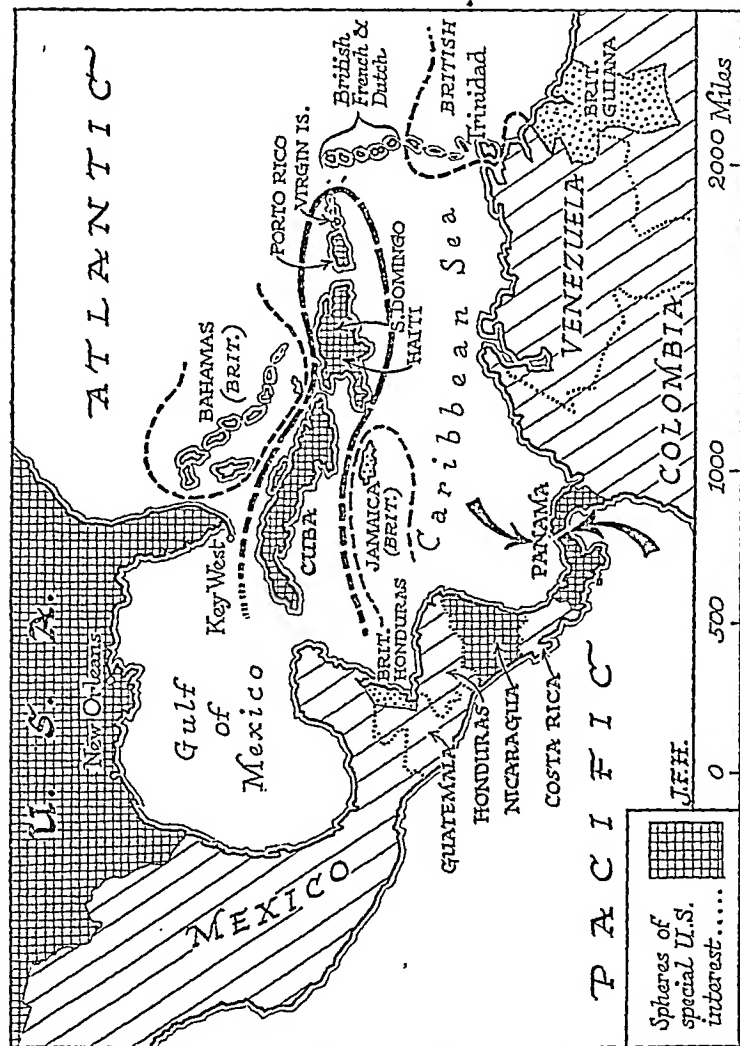 ATLANTIC
U. S. A.
New Orleans
Key West
Gulf
of
Mexico
BAHAMAS
(BRIT.)
PORTO RICO
VIRGIN IS.
British
French &
Dutch
BRITISH
Trinidad
CUBA
S. DOMINGO
HAITI
JAMAICA
(BRIT.)
Caribbean Sea
MEXICO
BRIT.
HONDURAS
GUATEMALA
HONDURAS
NICARAGUA
COSTA RICA
PANAMA
COLOMBIA
VENEZUELA
BRIT.
GUIANA
PACIFIC
Spheres of
special U.S.
interest.....
J.F.H.
0 500 1000 2000 Miles